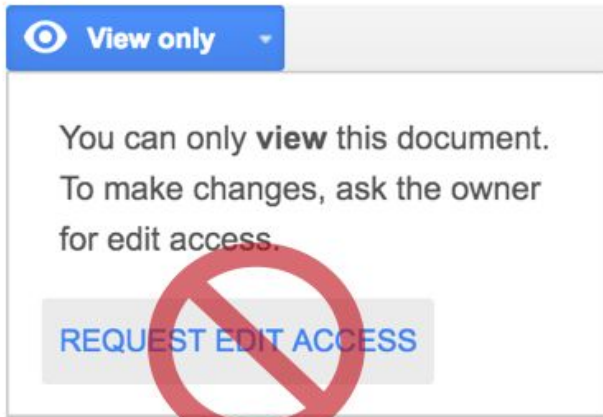 View only
You can only view this document.
To make changes, ask the owner
for edit access.
REQUEST EDIT ACCESS